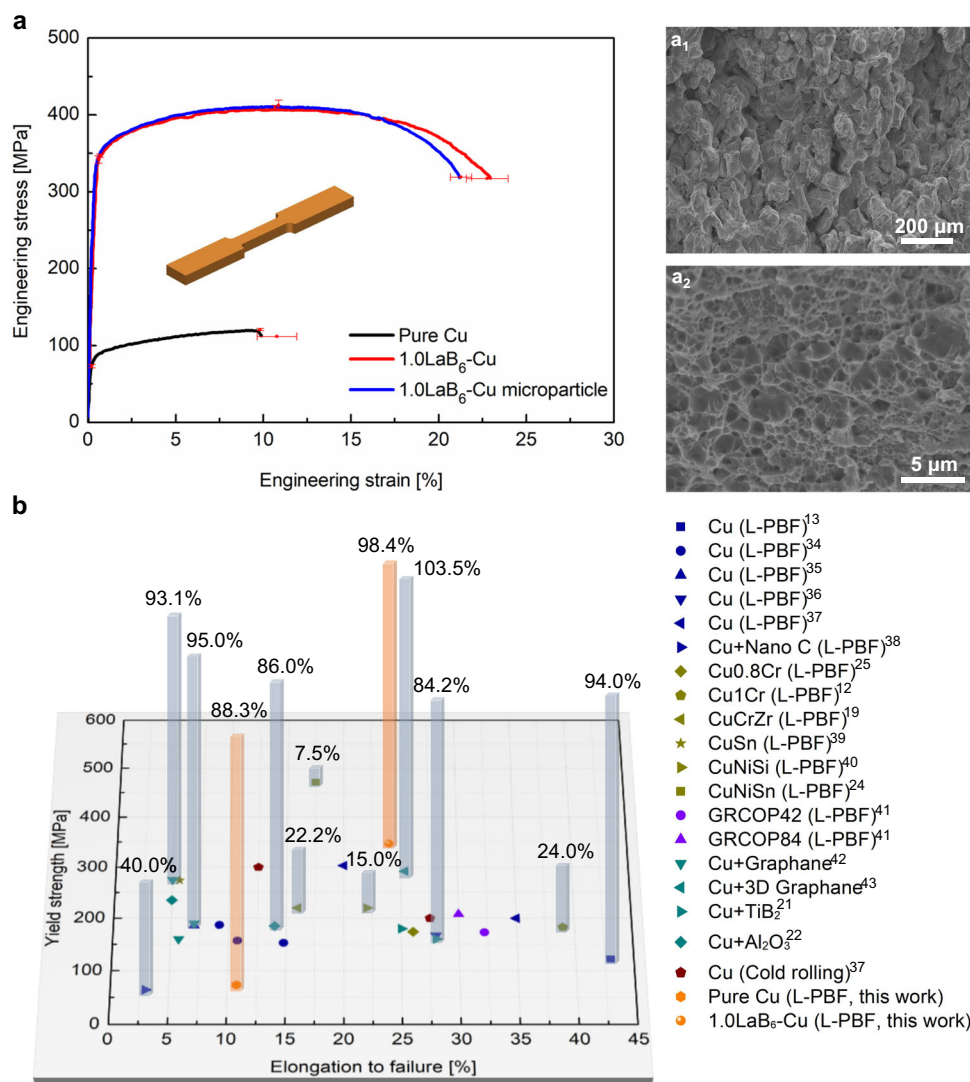 a
500
400
300
200
100
0
Engineering stress [MPa]
Pure Cu
1.0LaB₆-Cu
1.0LaB₆-Cu microparticle
0 5 10 15 20 25 30
Engineering strain [%]
a₁
200 µm
a₂
5 µm
b
98.4%
103.5%
93.1%
95.0%
86.0%
84.2%
94.0%
88.3%
7.5%
22.2%
15.0%
24.0%
40.0%
600
500
400
300
200
100
0
Yield strength [MPa]
0 5 10 15 20 25 30 35 40 45
Elongation to failure [%]
Cu (L-PBF)¹³
Cu (L-PBF)³⁴
Cu (L-PBF)³⁵
Cu (L-PBF)³⁶
Cu (L-PBF)³⁷
Cu+Nano C (L-PBF)³⁸
Cu0.8Cr (L-PBF)²⁵
Cu1Cr (L-PBF)¹²
CuCrZr (L-PBF)¹⁹
CuSn (L-PBF)³⁹
CuNiSi (L-PBF)⁴⁰
CuNiSn (L-PBF)²⁴
GRCOP42 (L-PBF)⁴¹
GRCOP84 (L-PBF)⁴¹
Cu+Graphane⁴²
Cu+3D Graphane⁴³
Cu+TiB₂²¹
Cu+Al₂O₃²²
Cu (Cold rolling)³⁷
Pure Cu (L-PBF, this work)
1.0LaB₆-Cu (L-PBF, this work)